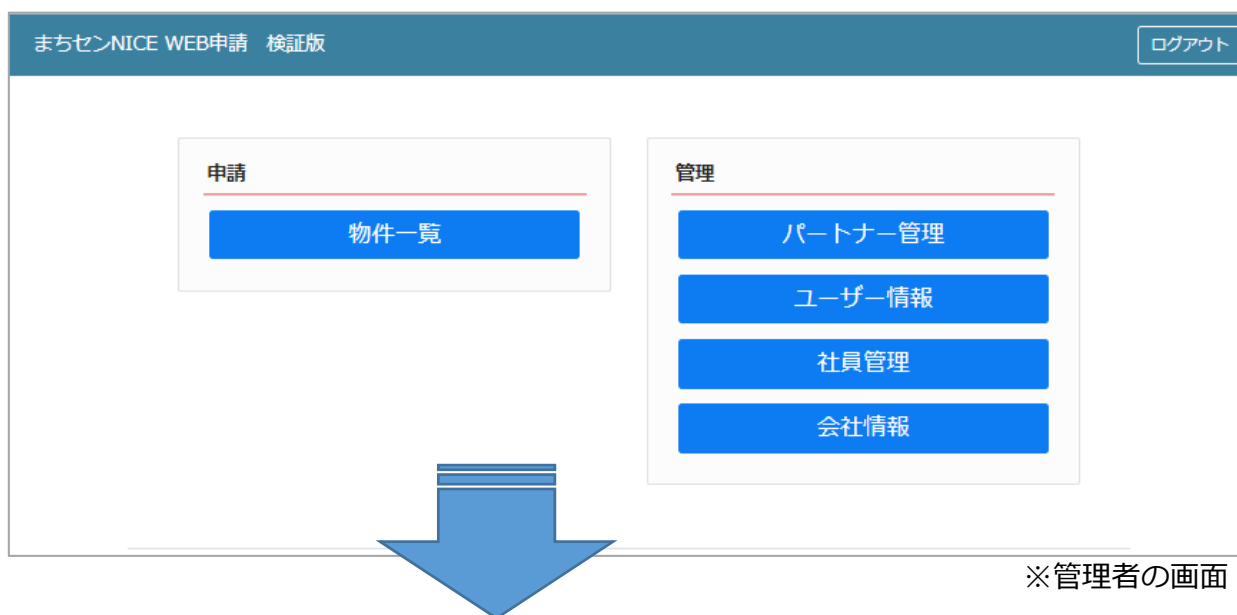 まちセンNICE WEB申請　検証版
ログアウト
申請
物件一覧
管理
パートナー管理
ユーザー情報
社員管理
会社情報
※管理者の画面